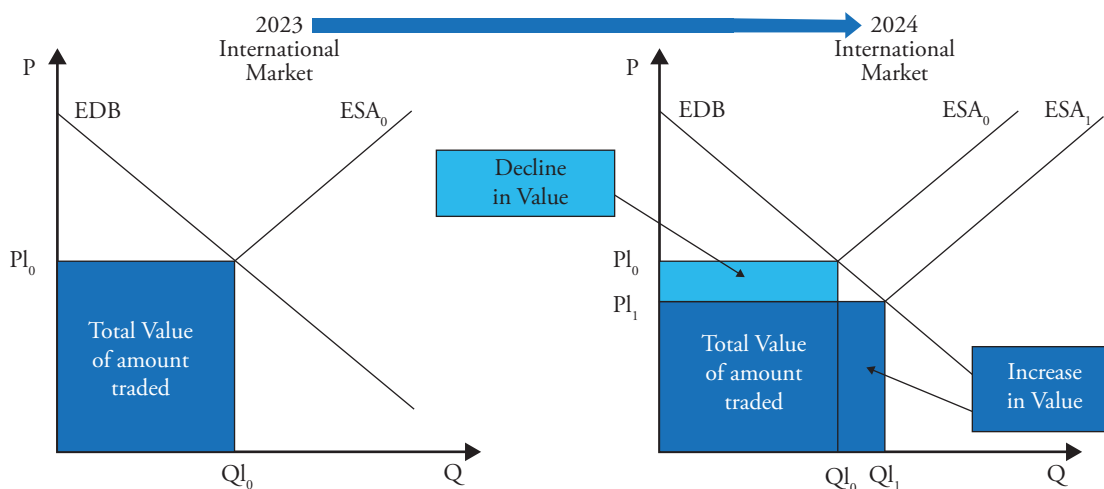 2023
International
Market
P
EDB
ESA₀
Pl₀
Total Value
of amount
traded
Ql₀
Q
2024
International
Market
P
EDB
ESA₀
ESA₁
Decline
in Value
Pl₀
Pl₁
Total Value
of amount
traded
Increase
in Value
Ql₀
Ql₁
Q